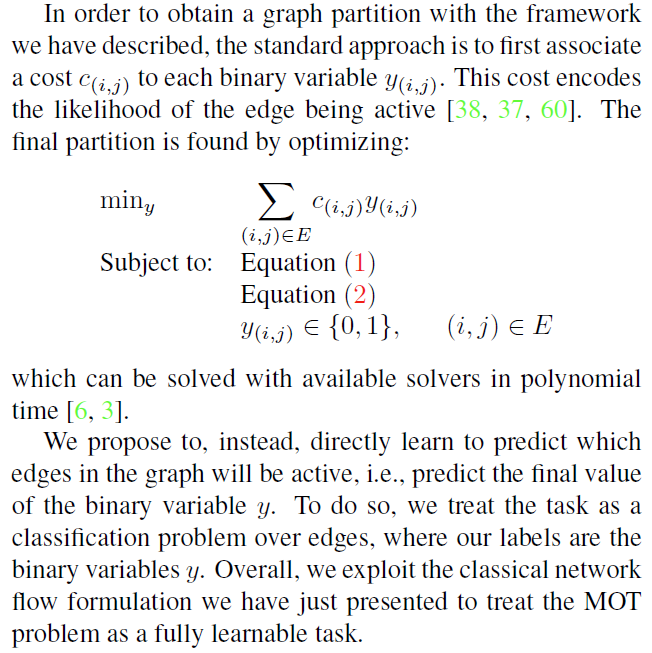 In order to obtain a graph partition with the framework
we have described, the standard approach is to first associate
a cost c_{(i,j)} to each binary variable y_{(i,j)}. This cost encodes
the likelihood of the edge being active [38, 37, 60]. The
final partition is found by optimizing:
min_y ∑_{(i,j)∈E} c_{(i,j)}y_{(i,j)}
Subject to: Equation (1)
Equation (2)
y_{(i,j)} ∈ {0, 1}, (i, j) ∈ E
which can be solved with available solvers in polynomial
time [6, 3].
We propose to, instead, directly learn to predict which
edges in the graph will be active, i.e., predict the final value
of the binary variable y. To do so, we treat the task as a
classification problem over edges, where our labels are the
binary variables y. Overall, we exploit the classical network
flow formulation we have just presented to treat the MOT
problem as a fully learnable task.